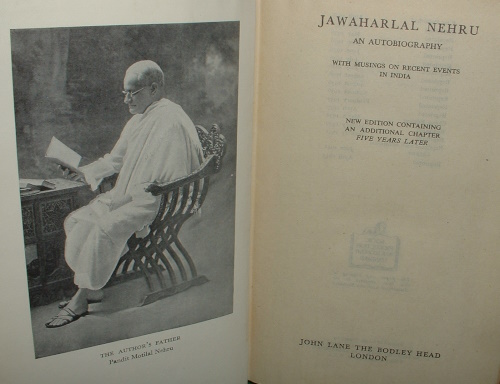 THE AUTHOR'S FATHER
Pandit Motilal Nehru
JAWAHARLAL NEHRU
AN AUTOBIOGRAPHY
WITH MUSINGS ON RECENT EVENTS
IN INDIA
NEW EDITION CONTAINING
AN ADDITIONAL CHAPTER
FIVE YEARS LATER
JOHN LANE THE BODLEY HEAD
LONDON